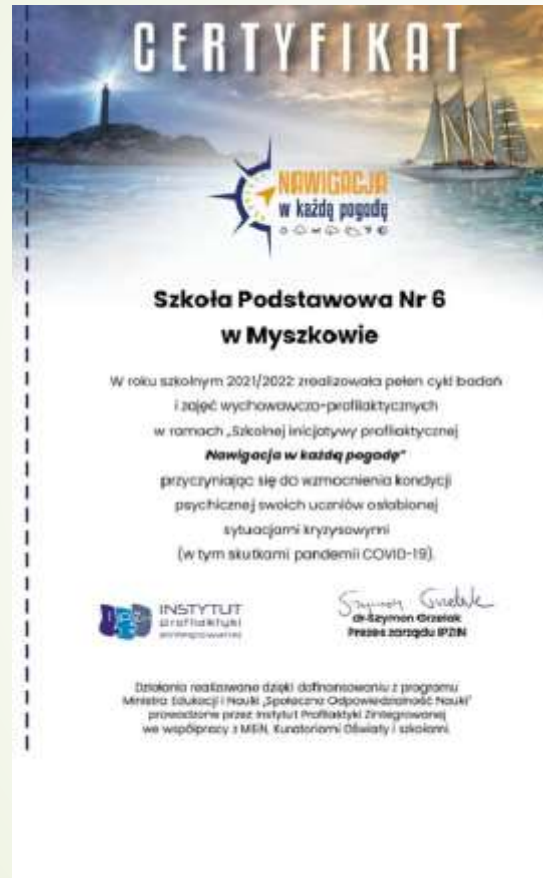 CERTYFIKAT
NAWIGACJA
w każdą pogodę
Szkoła Podstawowa Nr 6
w Myszkowie
W roku szkolnym 2021/2022 zrealizowała pełen cykl badań
i zajęć wychowawczo-profilaktycznych
w ramach „Szkolnej inicjatywy profilaktycznej
Nawigacja w każdą pogodę"
przyczyniając się do wzmocnienia kondycji
psychicznej swoich uczniów osłabionej
sytuacjami kryzysowymi
(w tym skutkami pandemii COVID-19).
INSTYTUT
profilaktyki
zintegrowanej
Szymon Grzelak
dr Szymon Grzelak
Prezes zarządu IPZIN
Działania realizowane dzięki dofinansowaniu z programu
Ministra Edukacji i Nauki „Społeczna Odpowiedzialność Nauki"
prowadzone przez Instytut Profilaktyki Zintegrowanej
we współpracy z MEiN, Kuratoriami Oświaty i szkołami.